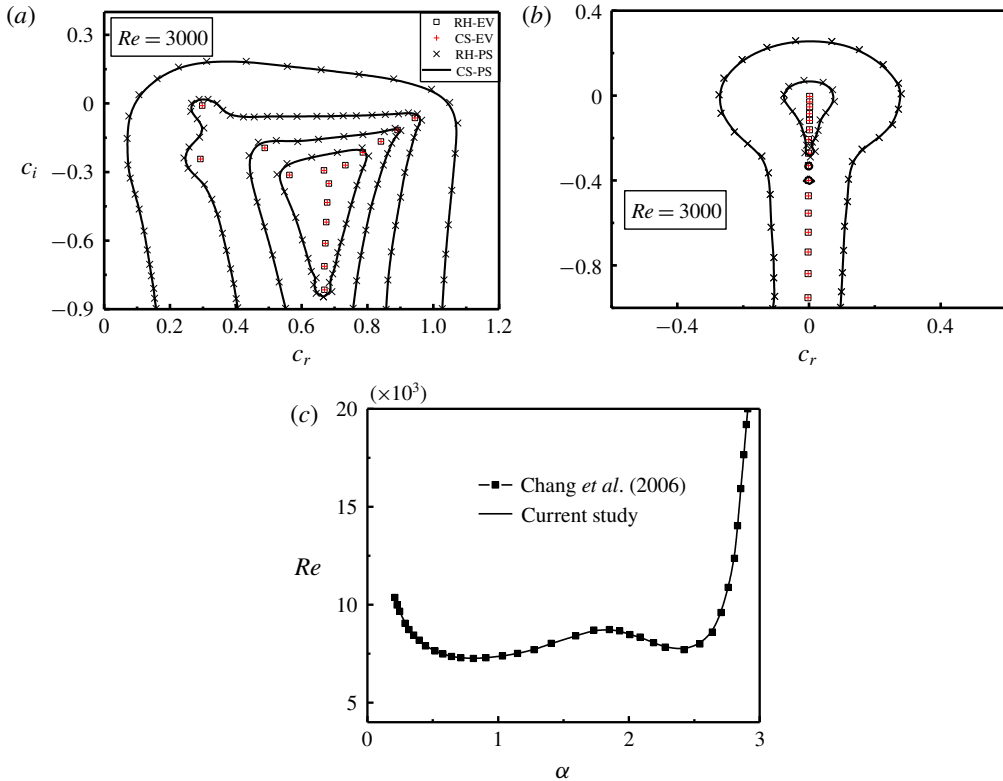 (a)
Re = 3000
RH-EV
CS-EV
RH-PS
CS-PS
0.3
0
−0.3
−0.6
−0.9
c_i
0
0.2
0.4
0.6
0.8
1.0
1.2
c_r
(b)
0.4
0
−0.4
−0.8
Re = 3000
−0.4
0
0.4
c_r
(c)
(×10³)
20
15
10
5
Re
Chang et al. (2006)
Current study
0
1
2
3
α